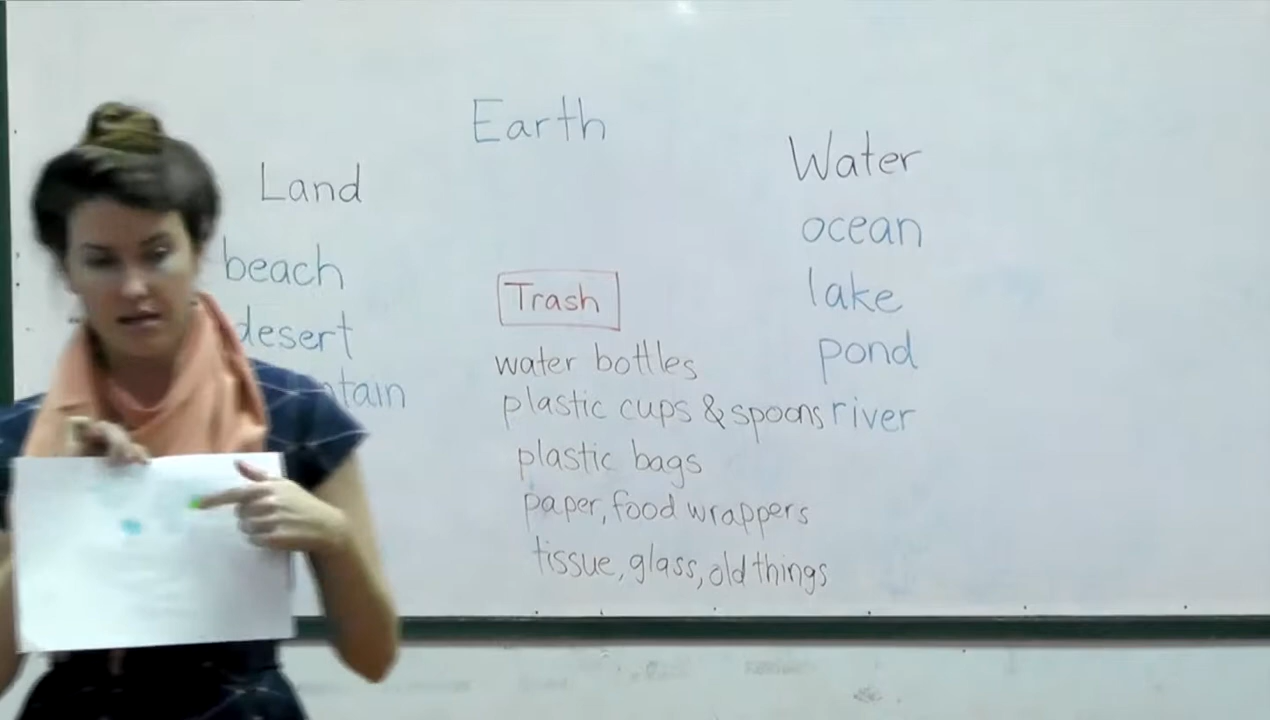 Earth
Land
beach
desert
Trash
water bottles
plastic cups & spoons
plastic bags
paper, food wrappers
tissue, glass, old things
Water
ocean
lake
pond
river